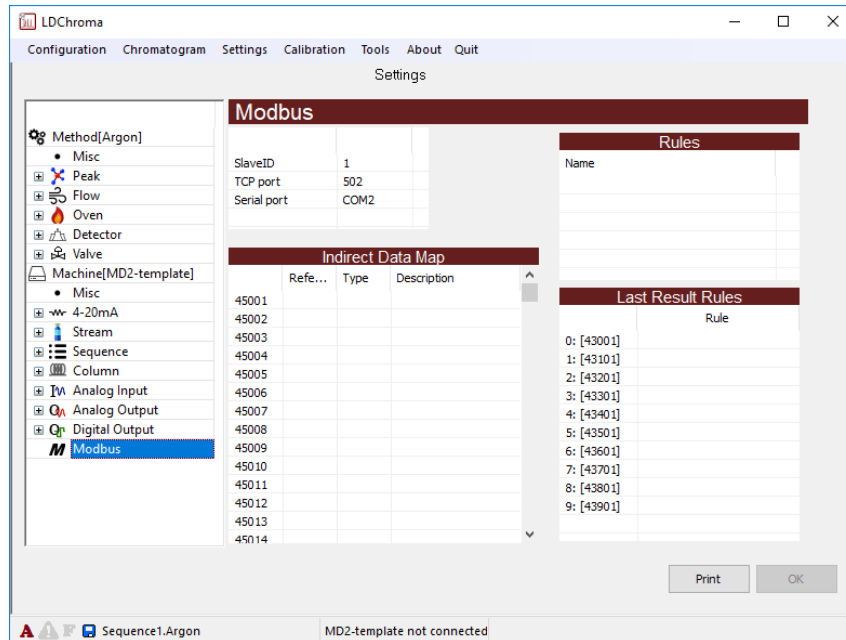 LDChroma
Configuration Chromatogram Settings Calibration Tools About Quit
Settings
Method[Argon]
Misc
Peak
Flow
Oven
Detector
Valve
Machine[MD2-template]
Misc
4-20mA
Stream
Sequence
Column
Analog Input
Analog Output
Digital Output
Modbus
Modbus
SlaveID 1
TCP port 502
Serial port COM2
Indirect Data Map
Refe... Type Description
45001
45002
45003
45004
45005
45006
45007
45008
45009
45010
45011
45012
45013
45014
Rules
Name
Last Result Rules
Rule
0: [43001]
1: [43101]
2: [43201]
3: [43301]
4: [43401]
5: [43501]
6: [43601]
7: [43701]
8: [43801]
9: [43901]
Print OK
A F Sequence1.Argon MD2-template not connected